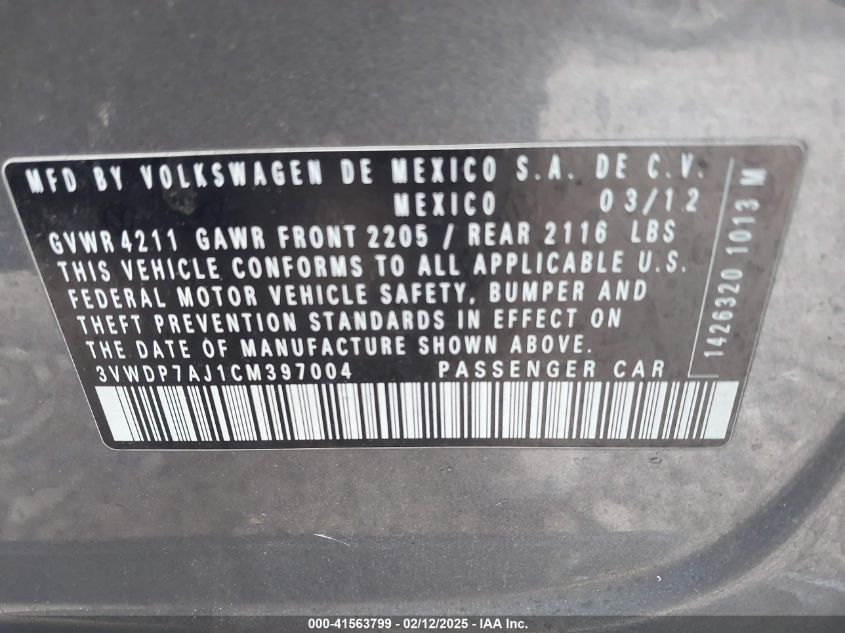 MFD BY VOLKSWAGEN DE MEXICO S.A. DE C.V.
MEXICO 03/12
GVWR 4211 GAWR FRONT 2205 / REAR 2116 LBS
THIS VEHICLE CONFORMS TO ALL APPLICABLE U.S.
FEDERAL MOTOR VEHICLE SAFETY, BUMPER AND
THEFT PREVENTION STANDARDS IN EFFECT ON
THE DATE OF MANUFACTURE SHOWN ABOVE.
3VWDP7AJ1CM397004 PASSENGER CAR
1426320 1013 M
000-41563799 - 02/12/2025 - IAA Inc.